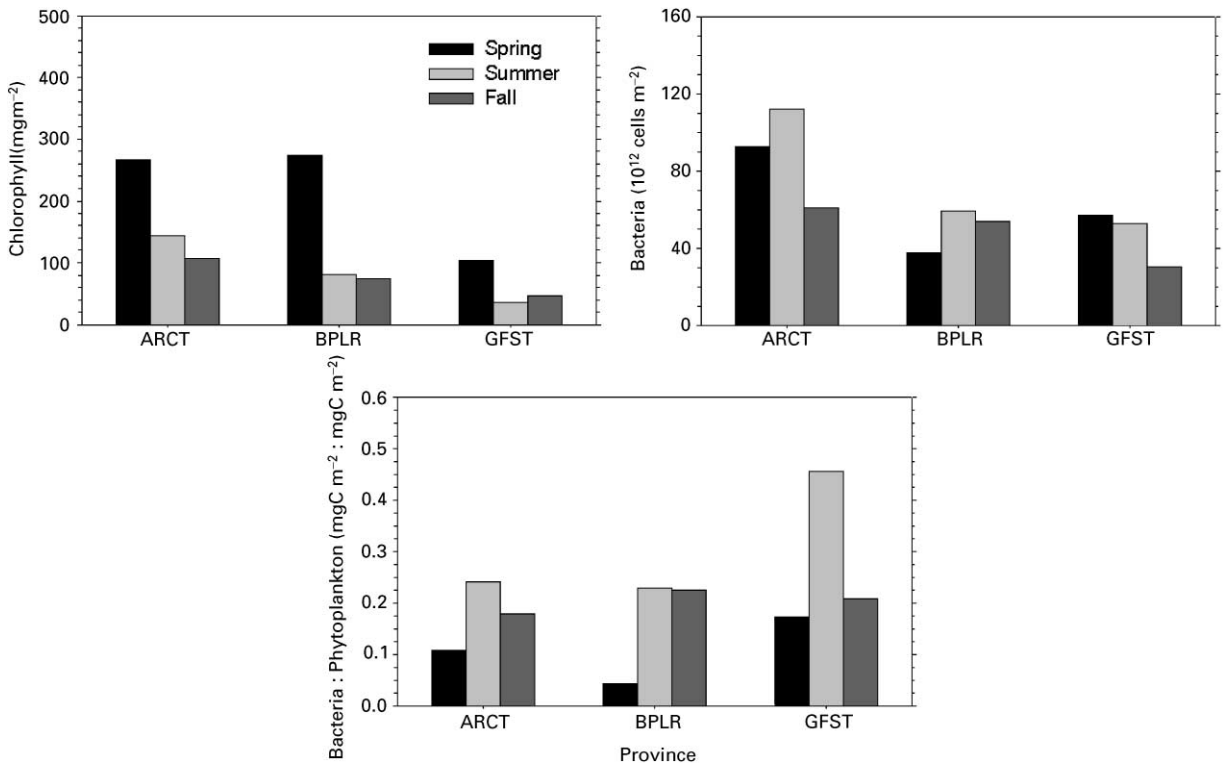 Chlorophyll(mgm⁻²)
500
400
300
200
100
0
Spring
Summer
Fall
ARCT BPLR GFST
Bacteria (10¹² cells m⁻²)
160
120
80
40
0
ARCT BPLR GFST
Bacteria : Phytoplankton (mgC m⁻² : mgC m⁻²)
0.6
0.5
0.4
0.3
0.2
0.1
0.0
ARCT BPLR GFST
Province